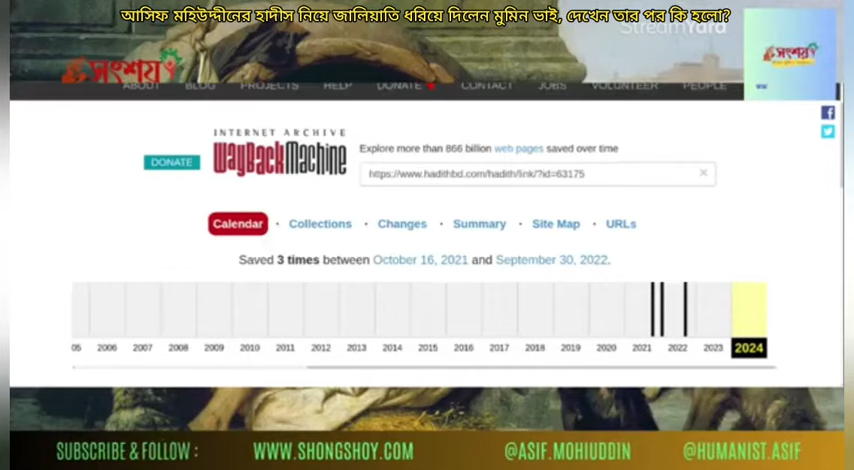 আসিফ মহিউদ্দীনের হাদীস নিয়ে জালিয়াতি ধরিয়ে দিলেন মুমিন ভাই, দেখেন তার পর কি হলো?
StreamYard
সংশয়
সংশয়
ABOUT BLOG PROJECTS HELP DONATE CONTACT JOBS VOLUNTEER PEOPLE
INTERNET ARCHIVE
WayBackMachine
DONATE
Explore more than 866 billion web pages saved over time
https://www.hadithbd.com/hadith/link/?id=63175
Calendar · Collections · Changes · Summary · Site Map · URLs
Saved 3 times between October 16, 2021 and September 30, 2022.
05 2006 2007 2008 2009 2010 2011 2012 2013 2014 2015 2016 2017 2018 2019 2020 2021 2022 2023 2024
SUBSCRIBE & FOLLOW : WWW.SHONGSHOY.COM @ASIF.MOHIUDDIN @HUMANIST.ASIF